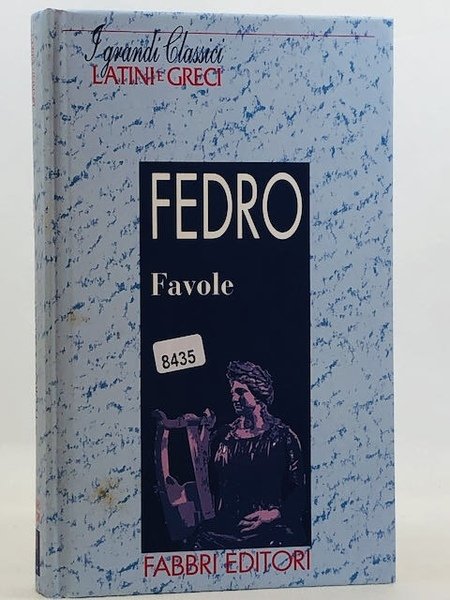 I grandi Classici
LATINI E GRECI
FEDRO
Favole
8435
FABBRI EDITORI